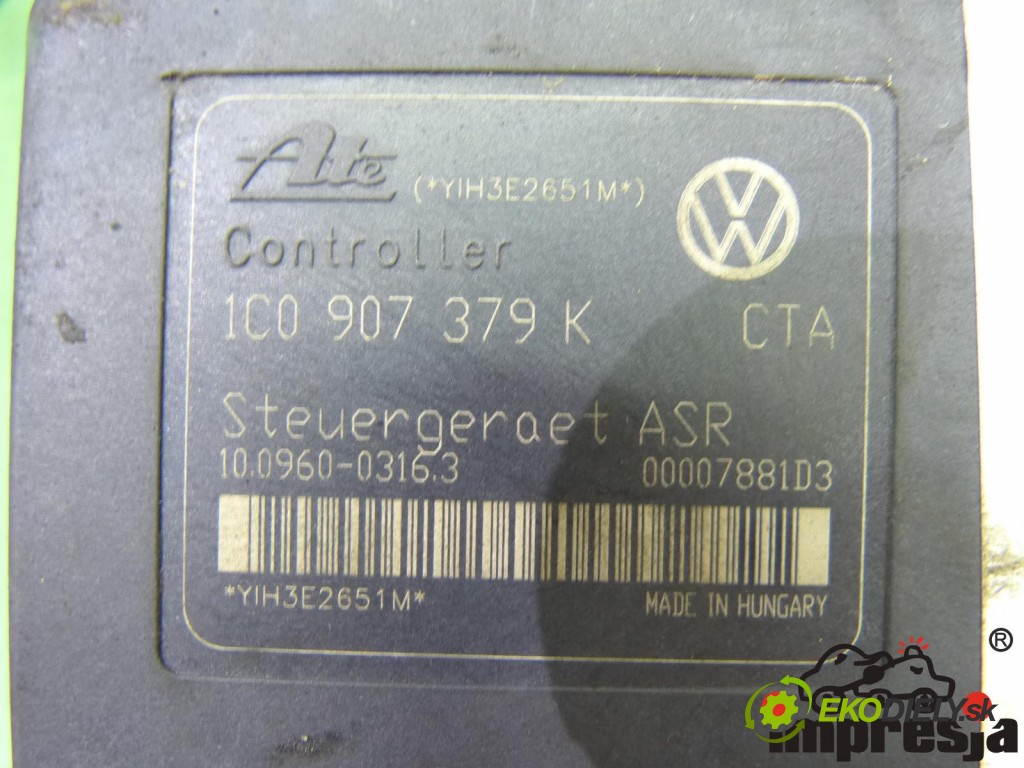 Ate (*YIH3E2651M*)
Controller
1C0 907 379 K CTA
Steuergeraet ASR
10.0960-0316.3 00007881D3
*YIH3E2651M* MADE IN HUNGARY
®
EKODIELY.sk
impresja